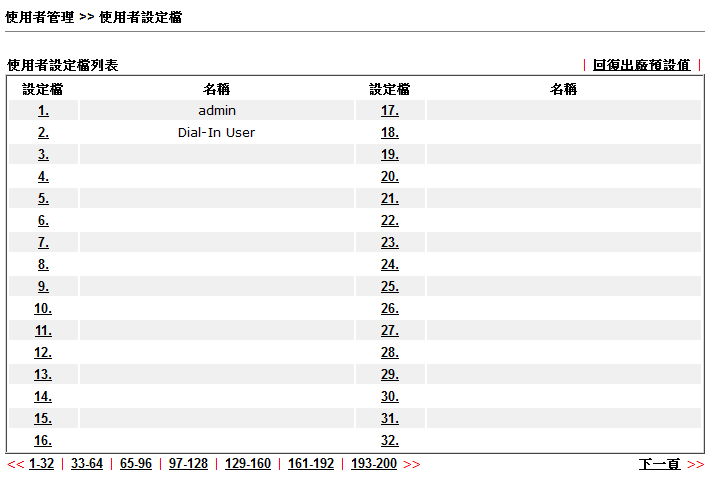 使用者管理 >> 使用者設定檔
使用者設定檔列表 | 回復出廠預設值 |
設定檔 名稱 設定檔 名稱
1. admin 17.
2. Dial-In User 18.
3. 19.
4. 20.
5. 21.
6. 22.
7. 23.
8. 24.
9. 25.
10. 26.
11. 27.
12. 28.
13. 29.
14. 30.
15. 31.
16. 32.
<< 1-32 | 33-64 | 65-96 | 97-128 | 129-160 | 161-192 | 193-200 >> 下一頁 >>